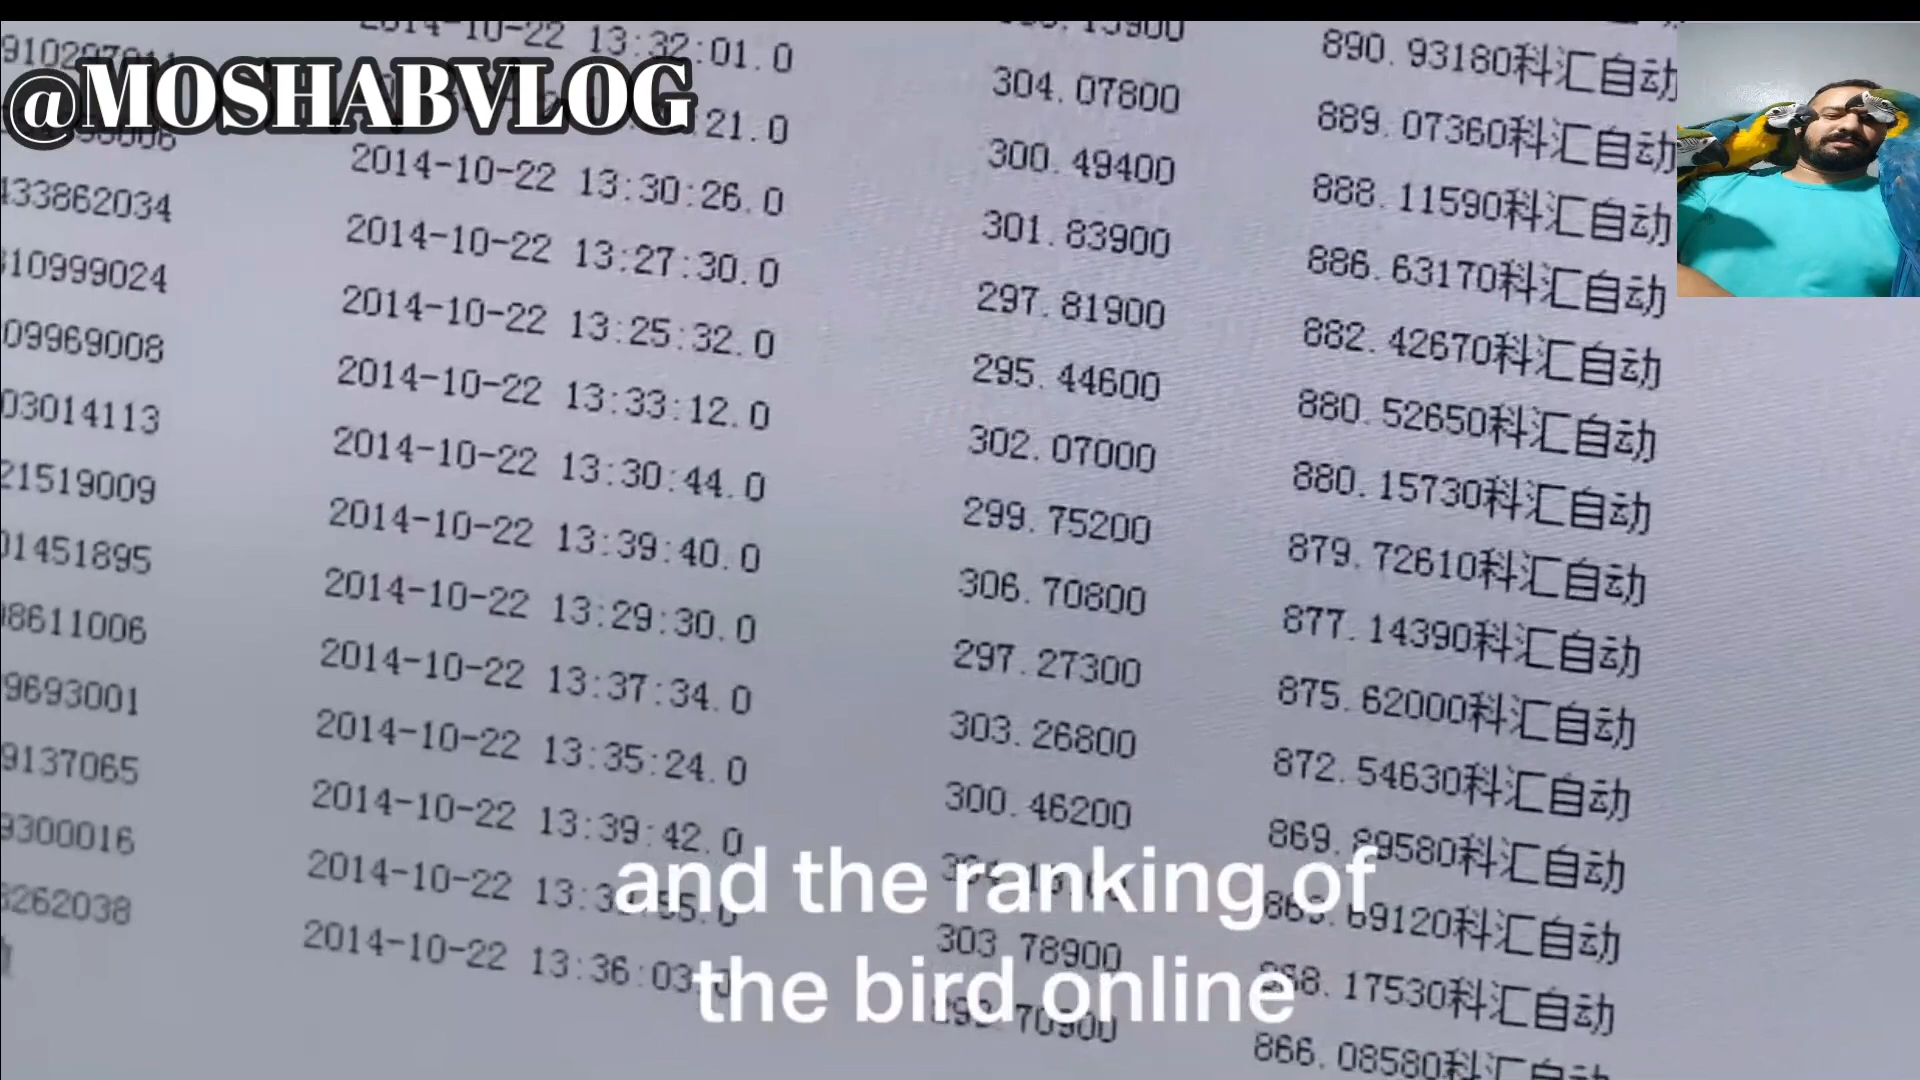 @MOSHABVLOG
890.93180科汇自动
2014-10-22 13:32:01.0 304.07800 889.07360科汇自动
300.49400 888.11590科汇自动
2014-10-22 13:30:26.0 301.83900 886.63170科汇自动
433862034 2014-10-22 13:27:30.0 297.81900 882.42670科汇自动
310999024 2014-10-22 13:25:32.0 295.44600 880.52650科汇自动
09969008 2014-10-22 13:33:12.0 302.07000 880.15730科汇自动
03014113 2014-10-22 13:30:44.0 299.75200 879.72610科汇自动
21519009 2014-10-22 13:39:40.0 306.70800 877.14390科汇自动
01451895 2014-10-22 13:29:30.0 297.27300 875.62000科汇自动
98611006 2014-10-22 13:37:34.0 303.26800 872.54630科汇自动
9693001 2014-10-22 13:35:24.0 300.46200 869.89580科汇自动
9137065 2014-10-22 13:39:42.0 科汇自动
9300016 2014-10-22 303.78900 868.17530科汇自动
3262038 2014-10-22 13:36:03.0 866.08580科汇自动
and the ranking of
the bird online